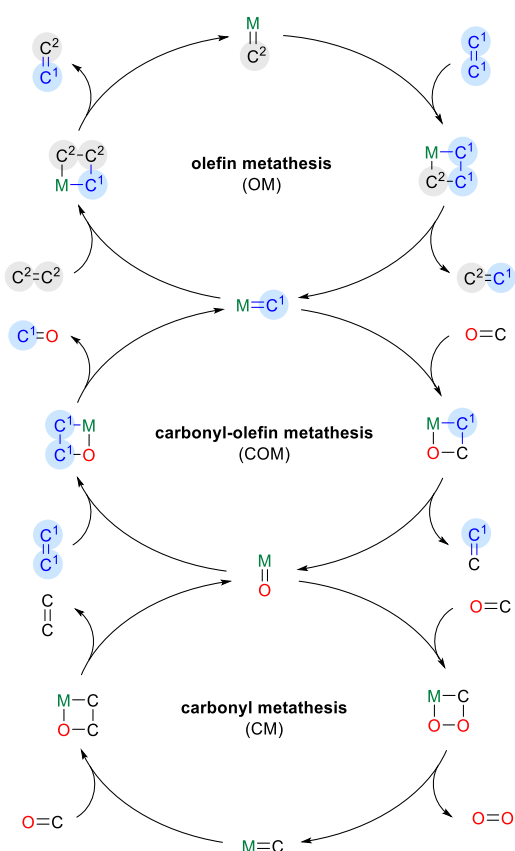 C² M C¹
C¹ C² C¹
C²–C² olefin metathesis M–C¹
M–C¹ (OM) C²–C¹
C²=C² C²=C¹
M=C¹
C¹=O O=C
C¹–M carbonyl-olefin metathesis M–C¹
C¹–O (COM) O–C
C¹ C¹
C¹ M C
C O O=C
C
M–C carbonyl metathesis M–C
O–C (CM) O–O
O=C O=O
M=C